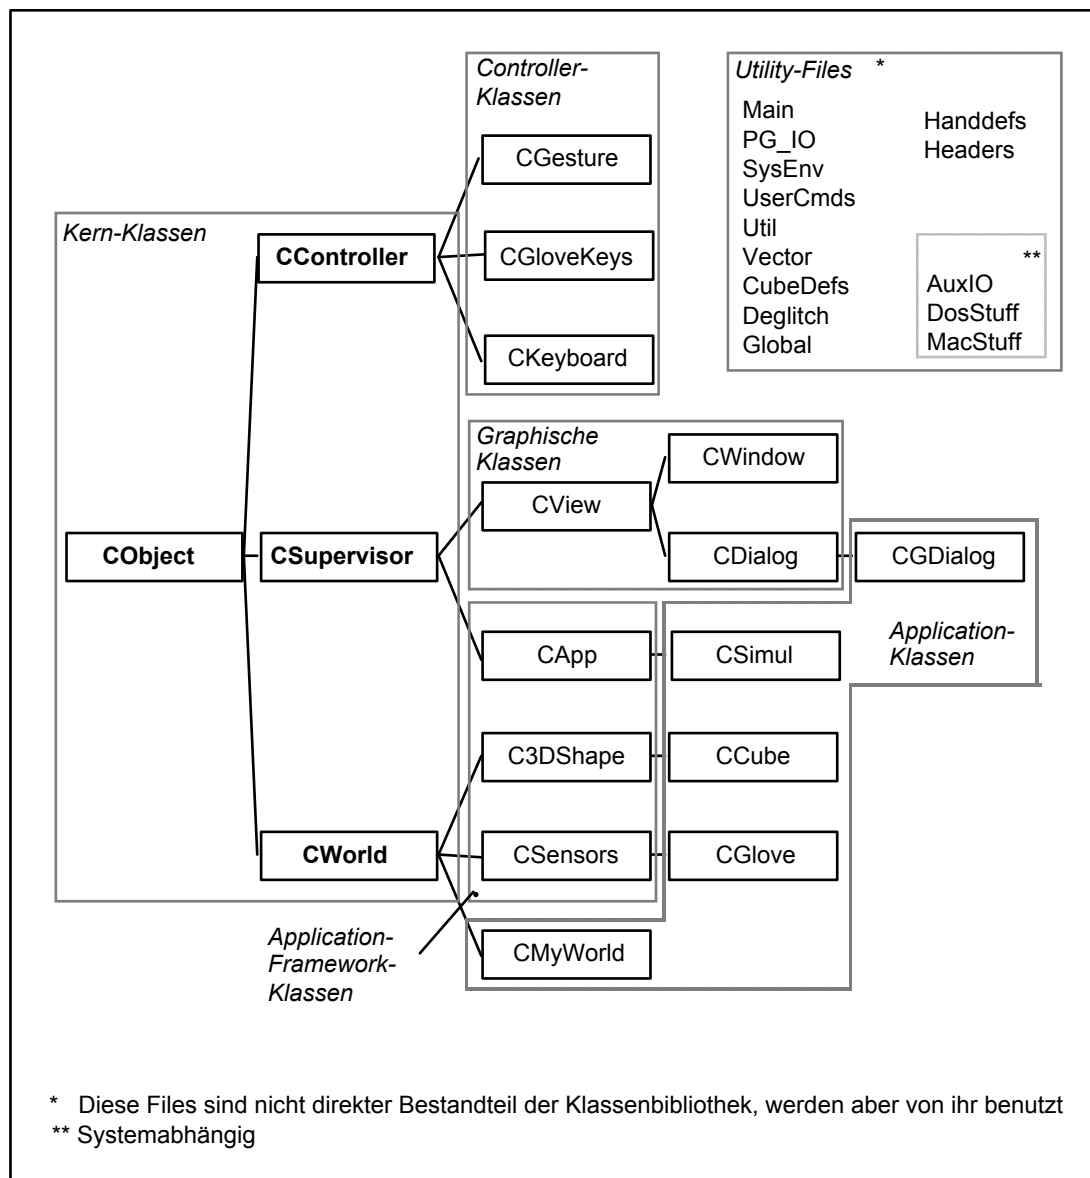 Controller-
Klassen
CGesture
CGloveKeys
CKeyboard
Utility-Files *
Main
PG_IO
SysEnv
UserCmds
Util
Vector
CubeDefs
Deglitch
Global
Handdefs
Headers
**
AuxIO
DosStuff
MacStuff
Kern-Klassen
CController
CObject
CSupervisor
CWorld
Graphische
Klassen
CView
CWindow
CDialog
CGDialog
Application-
Klassen
CApp
CSimul
C3DShape
CCube
CSensors
CGlove
CMyWorld
Application-
Framework-
Klassen
* Diese Files sind nicht direkter Bestandteil der Klassenbibliothek, werden aber von ihr benutzt
** Systemabhängig